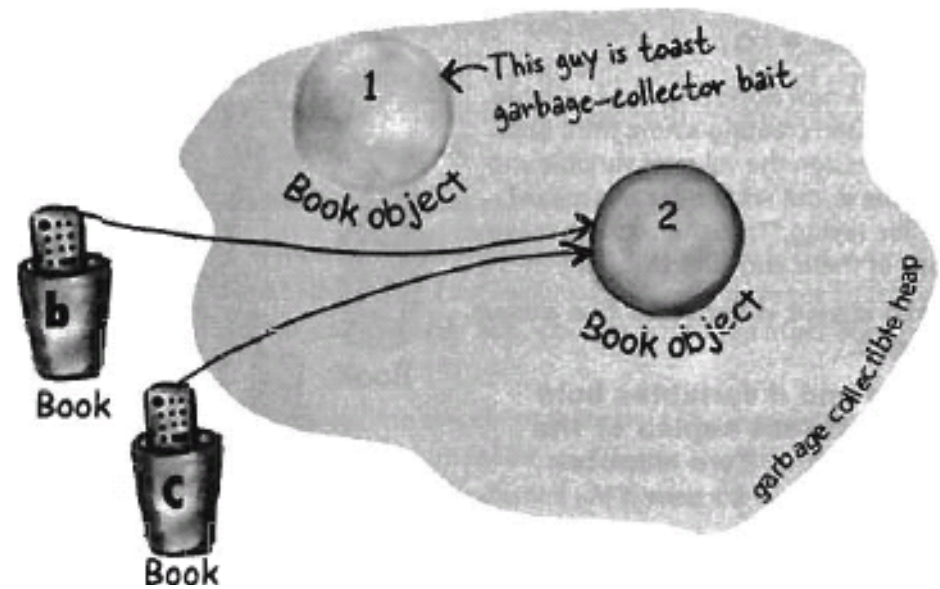 1
This guy is toast
garbage-collector bait
Book object
2
Book object
b
Book
c
Book
garbage collectible heap